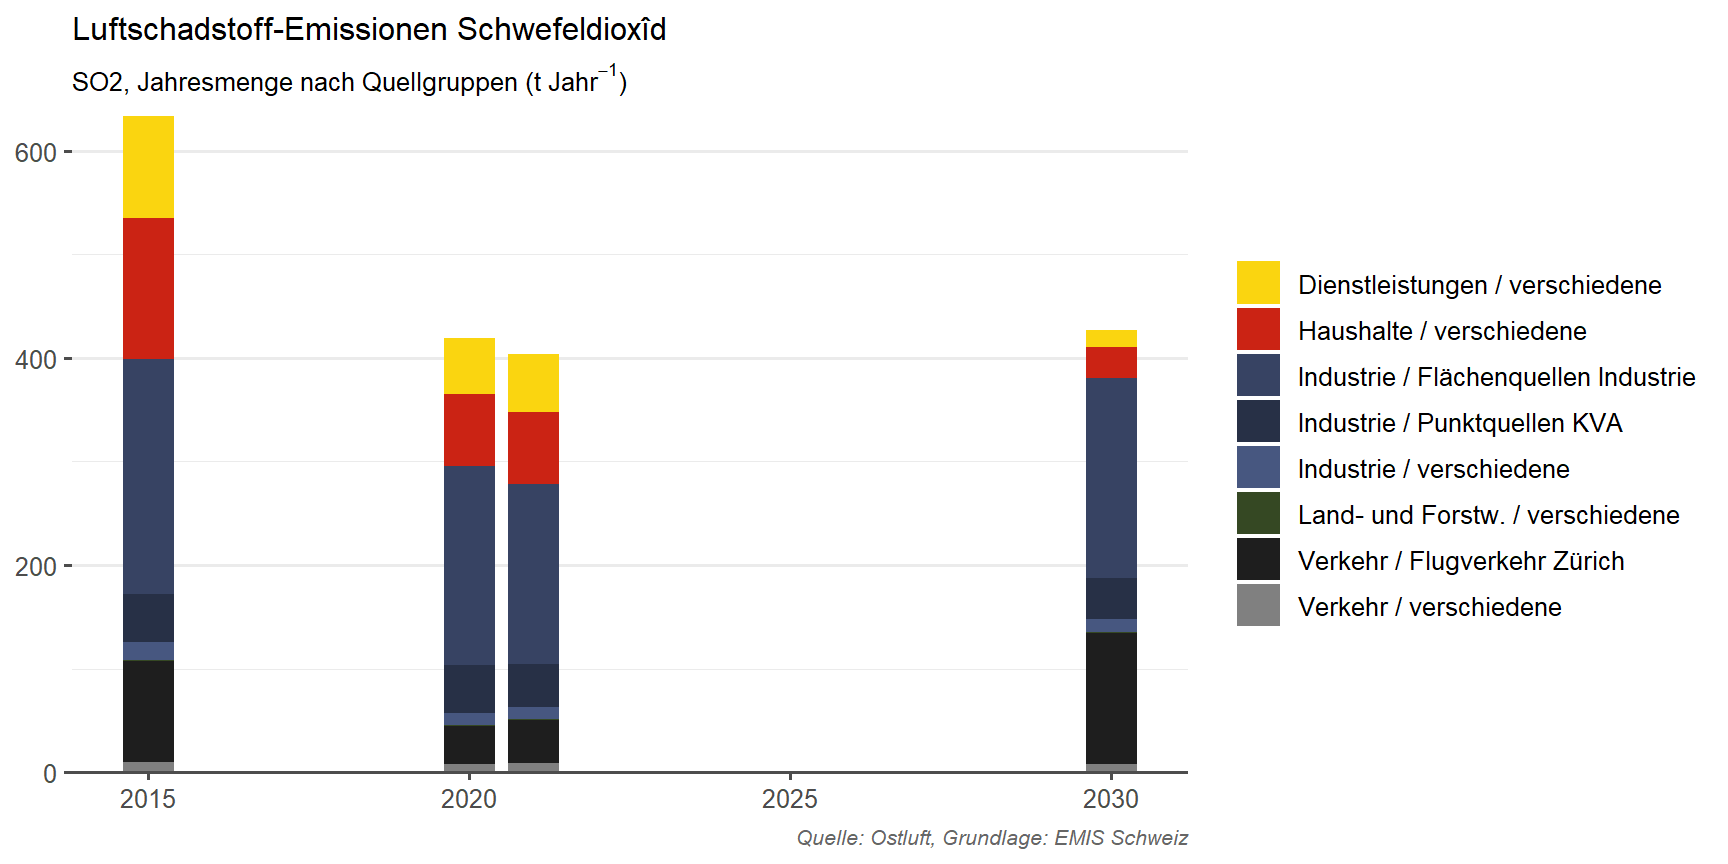 Luftschadstoff-Emissionen Schwefeldioxîd
SO2, Jahresmenge nach Quellgruppen (t Jahr⁻¹)
600
400
200
0
2015 2020 2025 2030
Dienstleistungen / verschiedene
Haushalte / verschiedene
Industrie / Flächenquellen Industrie
Industrie / Punktquellen KVA
Industrie / verschiedene
Land- und Forstw. / verschiedene
Verkehr / Flugverkehr Zürich
Verkehr / verschiedene
Quelle: Ostluft, Grundlage: EMIS Schweiz